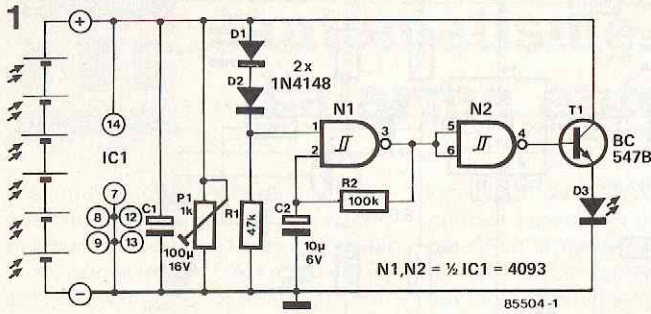 1
+
14
IC1
7
8
12
9
13
−
C1
100µ
16V
P1
1k
D1
D2
2x
1N4148
R1
47k
N1
1
2
3
C2
10µ
6V
R2
100k
N2
5
6
4
T1
BC
547B
D3
N1,N2 = ½ IC1 = 4093
85504-1